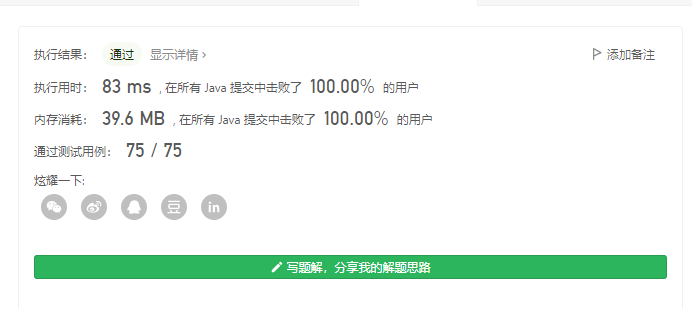 执行结果： 通过 显示详情 › 添加备注
执行用时： 83 ms , 在所有 Java 提交中击败了 100.00% 的用户
内存消耗： 39.6 MB , 在所有 Java 提交中击败了 100.00% 的用户
通过测试用例： 75 / 75
炫耀一下:
豆 in
写题解，分享我的解题思路